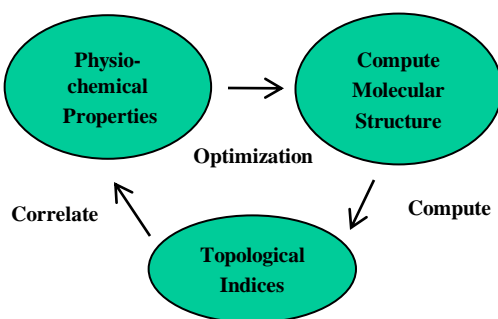 Physio-
chemical
Properties
Compute
Molecular
Structure
Optimization
Correlate
Compute
Topological
Indices